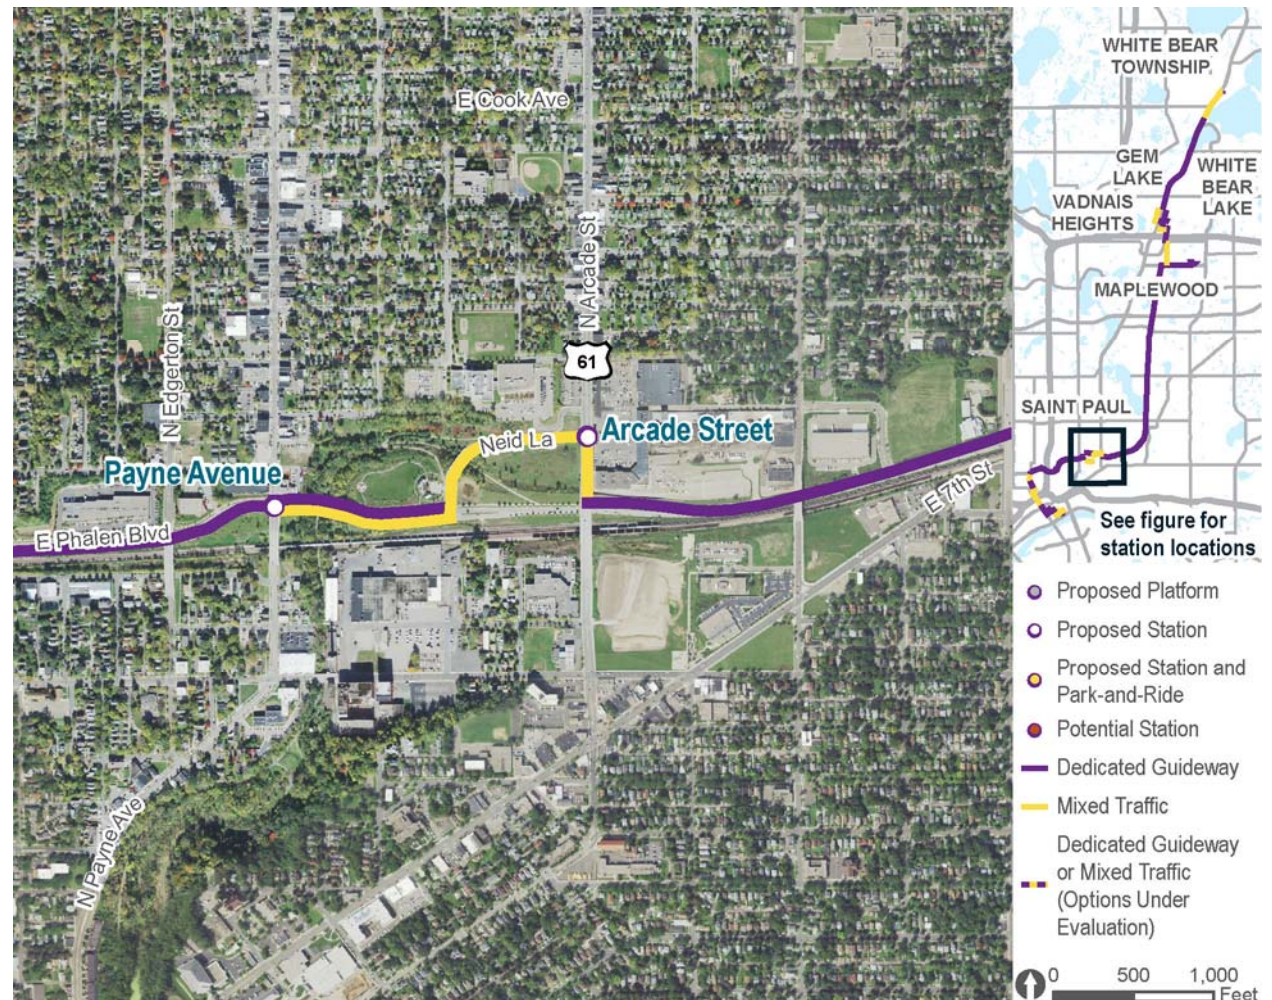 E Cook Ave
N Arcade St
N Edgerton St
61
Neid La
Arcade Street
Payne Avenue
E Phalen Blvd
E 7th St
N Payne Ave
WHITE BEAR
TOWNSHIP
GEM
LAKE
WHITE
BEAR
LAKE
VADNAIS
HEIGHTS
MAPLEWOOD
SAINT PAUL
See figure for
station locations
Proposed Platform
Proposed Station
Proposed Station and
Park-and-Ride
Potential Station
Dedicated Guideway
Mixed Traffic
Dedicated Guideway
or Mixed Traffic
(Options Under
Evaluation)
0 500 1,000
Feet